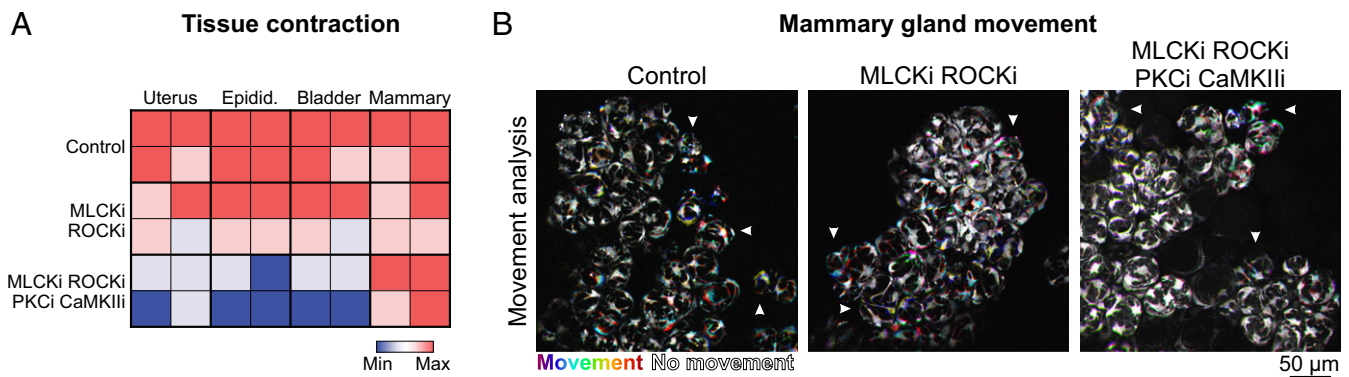 A
Tissue contraction
Uterus Epidid. Bladder Mammary
Control
MLCKi
ROCKi
MLCKi ROCKi
PKCi CaMKIIi
Min Max
B
Mammary gland movement
Control
MLCKi ROCKi
MLCKi ROCKi
PKCi CaMKIIi
Movement analysis
Movement No movement
50 µm